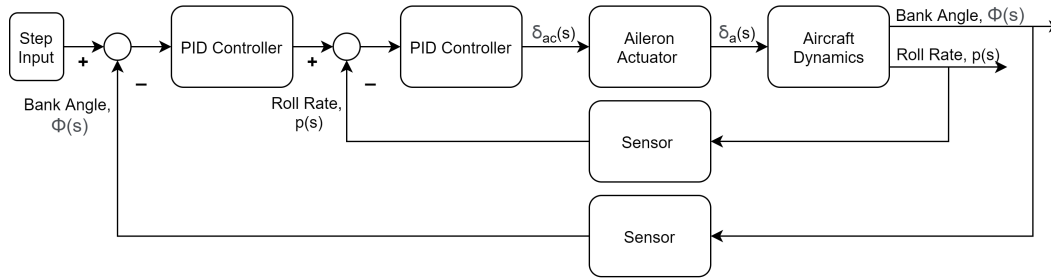 Step
Input
+
−
PID Controller
+
−
PID Controller
δac(s)
Aileron
Actuator
δa(s)
Aircraft
Dynamics
Bank Angle, Φ(s)
Roll Rate, p(s)
Bank Angle,
Φ(s)
Roll Rate,
p(s)
Sensor
Sensor